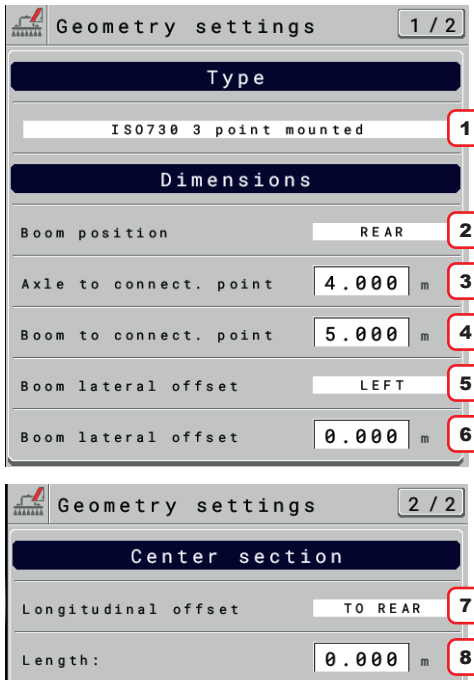 Geometry settings 1/2
Type
ISO730 3 point mounted 1
Dimensions
Boom position REAR 2
Axle to connect. point 4.000 m 3
Boom to connect. point 5.000 m 4
Boom lateral offset LEFT 5
Boom lateral offset 0.000 m 6
Geometry settings 2/2
Center section
Longitudinal offset TO REAR 7
Length: 0.000 m 8